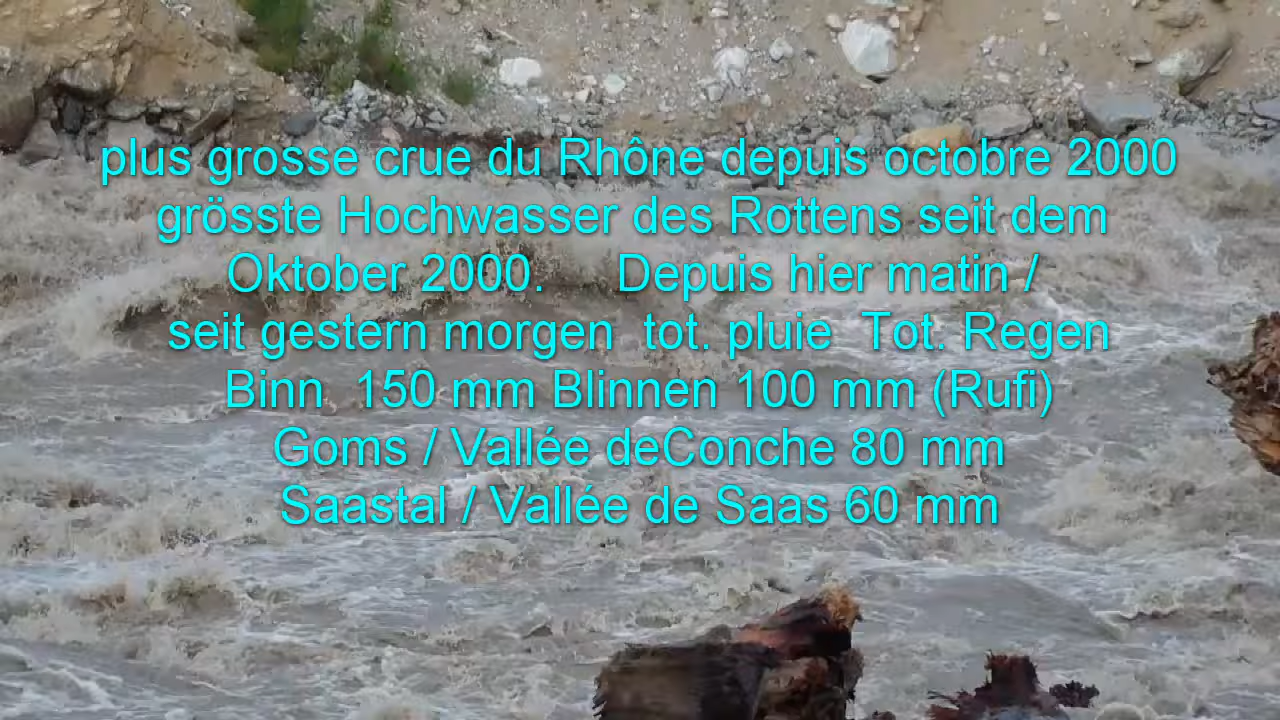 plus grosse crue du Rhône depuis octobre 2000
grösste Hochwasser des Rottens seit dem
Oktober 2000. Depuis hier matin /
seit gestern morgen tot. pluie Tot. Regen
Binn 150 mm Blinnen 100 mm (Rufi)
Goms / Vallée deConche 80 mm
Saastal / Vallée de Saas 60 mm